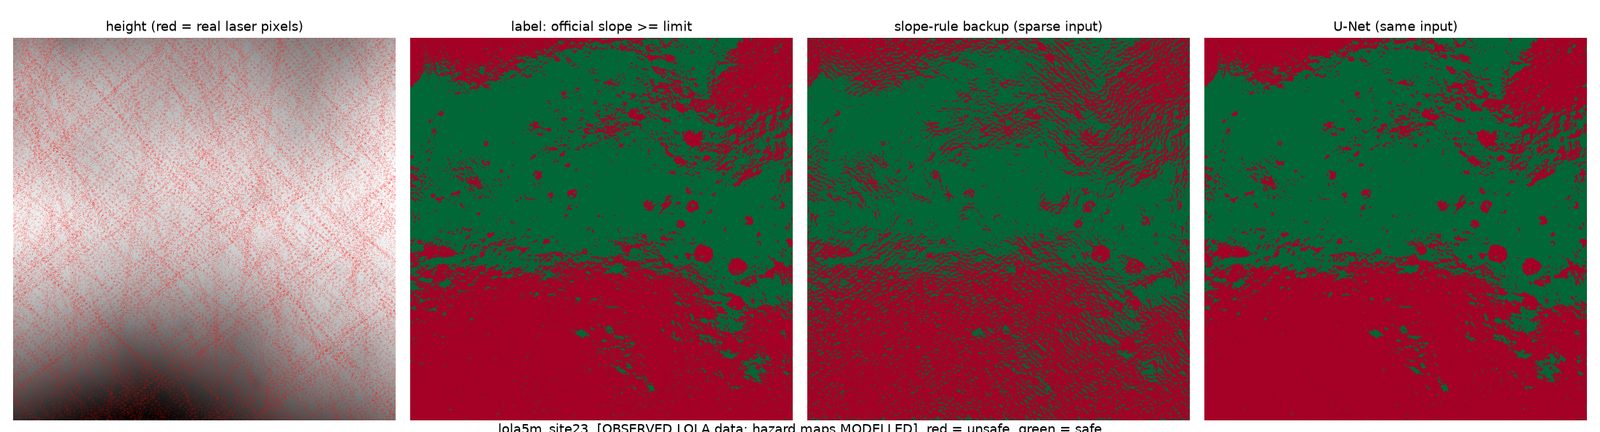 height (red = real laser pixels)
label: official slope >= limit
slope-rule backup (sparse input)
U-Net (same input)
lola5m_site23 [OBSERVED LOLA data; hazard maps MODELLED] red = unsafe green = safe